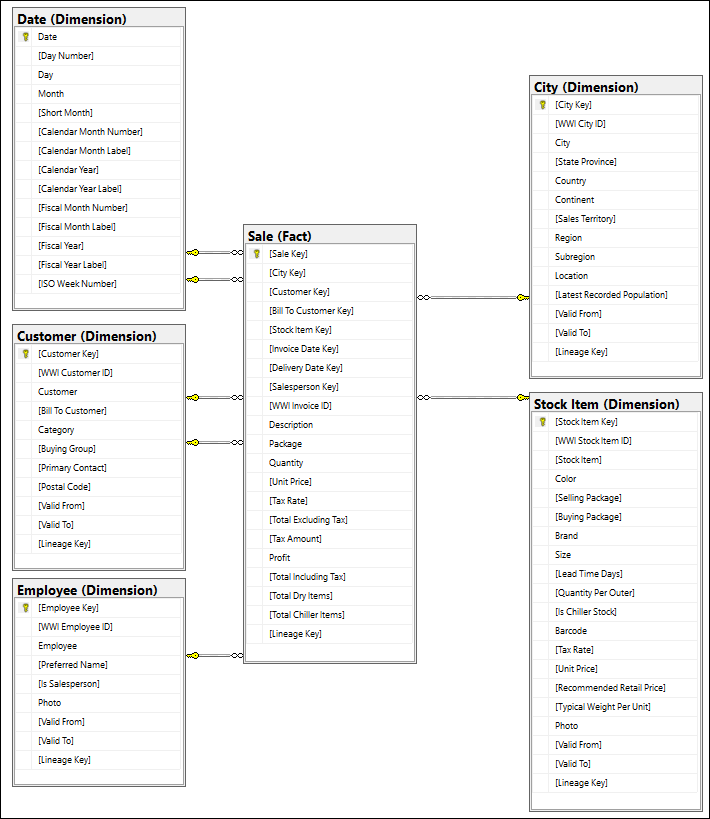 Date (Dimension)
Date
[Day Number]
Day
Month
[Short Month]
[Calendar Month Number]
[Calendar Month Label]
[Calendar Year]
[Calendar Year Label]
[Fiscal Month Number]
[Fiscal Month Label]
[Fiscal Year]
[Fiscal Year Label]
[ISO Week Number]
Customer (Dimension)
[Customer Key]
[WWI Customer ID]
Customer
[Bill To Customer]
Category
[Buying Group]
[Primary Contact]
[Postal Code]
[Valid From]
[Valid To]
[Lineage Key]
Employee (Dimension)
[Employee Key]
[WWI Employee ID]
Employee
[Preferred Name]
[Is Salesperson]
Photo
[Valid From]
[Valid To]
[Lineage Key]
Sale (Fact)
[Sale Key]
[City Key]
[Customer Key]
[Bill To Customer Key]
[Stock Item Key]
[Invoice Date Key]
[Delivery Date Key]
[Salesperson Key]
[WWI Invoice ID]
Description
Package
Quantity
[Unit Price]
[Tax Rate]
[Total Excluding Tax]
[Tax Amount]
Profit
[Total Including Tax]
[Total Dry Items]
[Total Chiller Items]
[Lineage Key]
City (Dimension)
[City Key]
[WWI City ID]
City
[State Province]
Country
Continent
[Sales Territory]
Region
Subregion
Location
[Latest Recorded Population]
[Valid From]
[Valid To]
[Lineage Key]
Stock Item (Dimension)
[Stock Item Key]
[WWI Stock Item ID]
[Stock Item]
Color
[Selling Package]
[Buying Package]
Brand
Size
[Lead Time Days]
[Quantity Per Outer]
[Is Chiller Stock]
Barcode
[Tax Rate]
[Unit Price]
[Recommended Retail Price]
[Typical Weight Per Unit]
Photo
[Valid From]
[Valid To]
[Lineage Key]